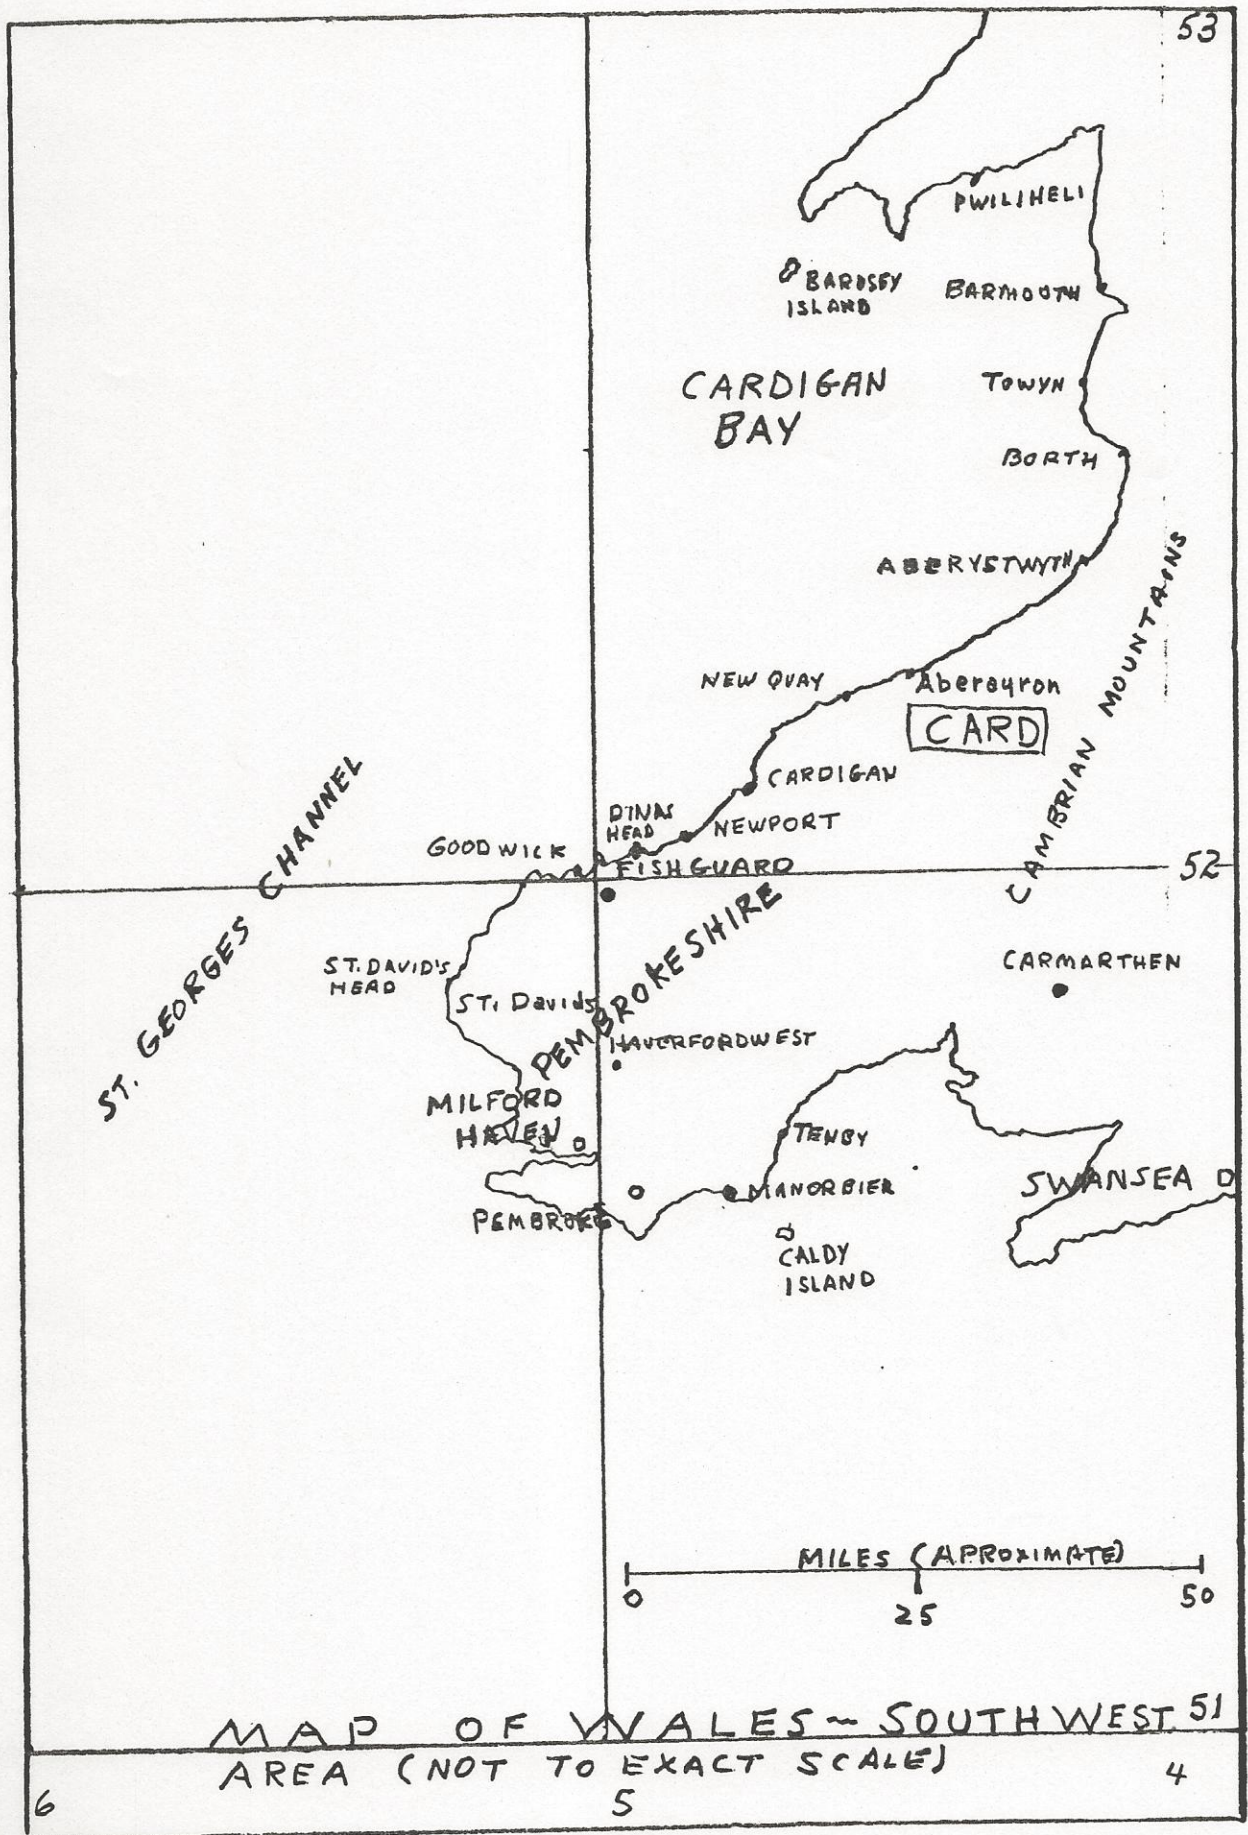 53
PWILIHELI
BARDSEY
ISLAND
BARMOUTH
CARDIGAN
BAY
TOWYN
BORTH
ABERYSTWYTH
CAMBRIAN MOUNTAINS
NEW QUAY
Aberayron
CARD
CARDIGAN
DINAS
HEAD
NEWPORT
GOODWICK
FISHGUARD
52
ST. GEORGES CHANNEL
PEMBROKESHIRE
ST. DAVID'S
HEAD
ST. Davids
CARMARTHEN
HAVERFORDWEST
MILFORD
HAVEN
TENBY
MANORBIER
SWANSEA
PEMBROKE
CALDY
ISLAND
MILES (APROXIMATE)
0
25
50
MAP OF WALES ~ SOUTHWEST
51
AREA (NOT TO EXACT SCALE)
6
5
4